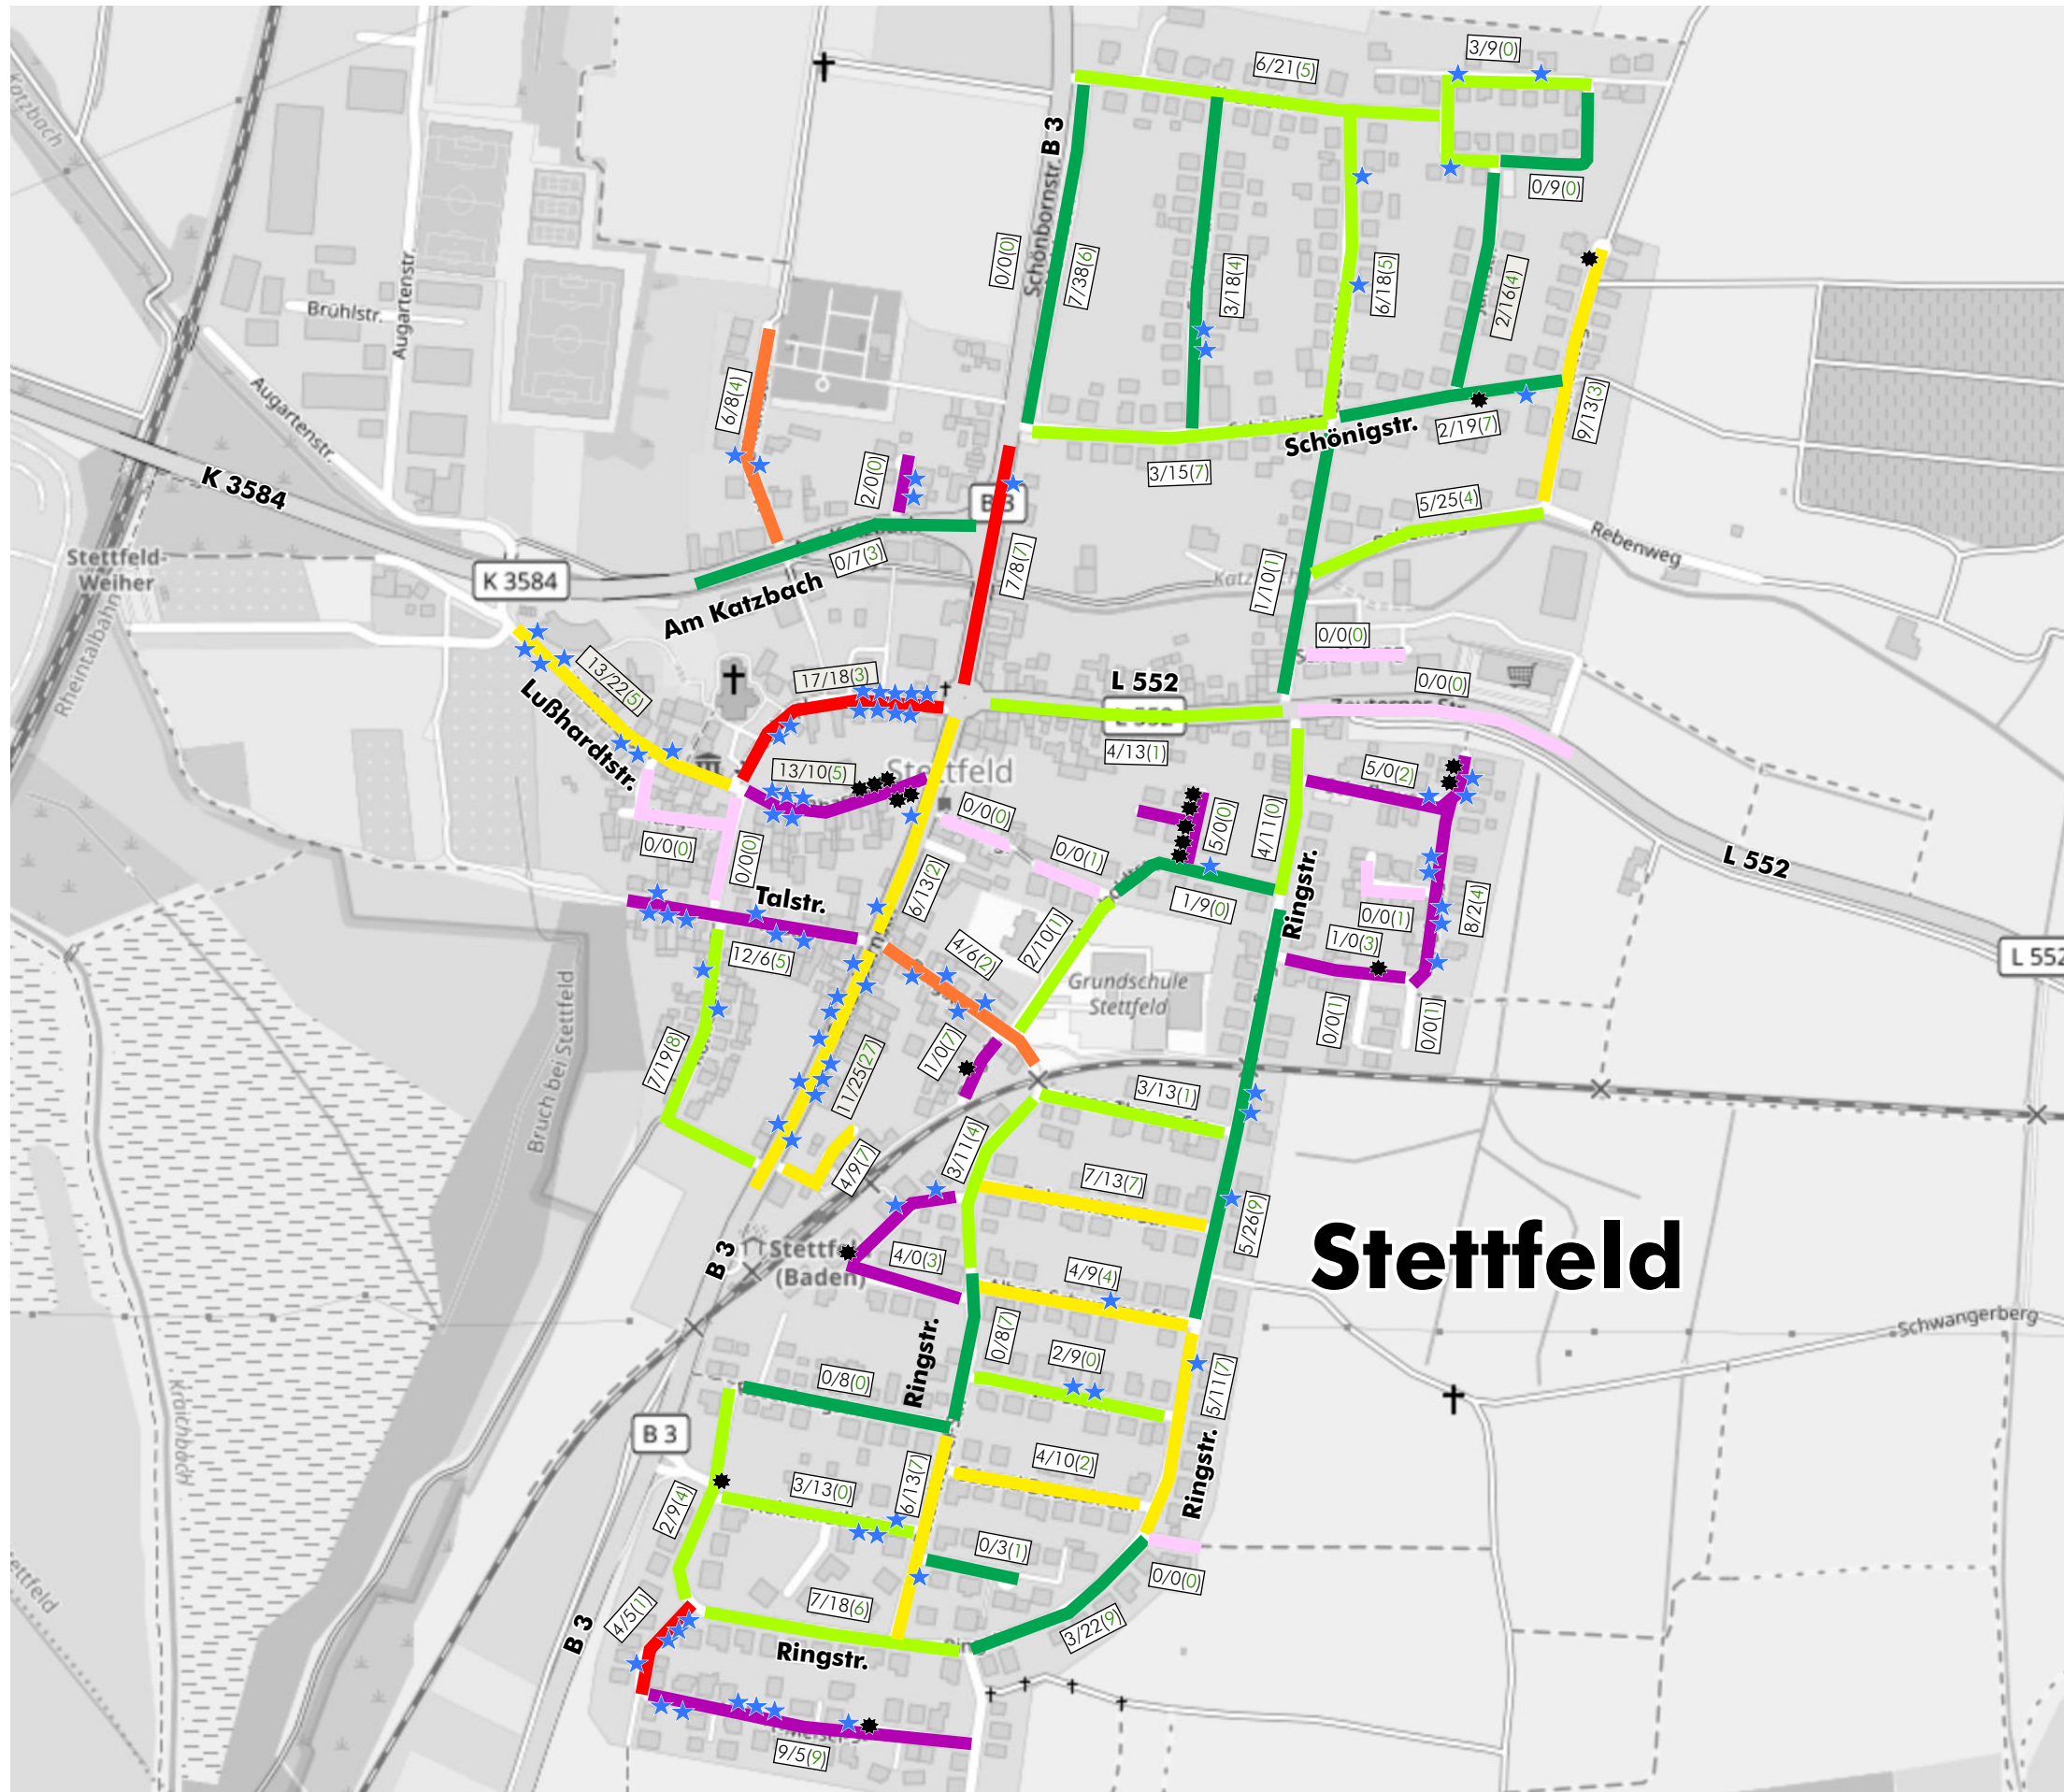 3/9(0)
6/21(5)
Katzbach
B 3
0/9(0)
Schönbornstr.
0/0(0)
7/38(6)
3/18(4)
6/18(5)
2/16(4)
Augartenstr.
Brühlstr.
6/8(4)
9/13(3)
Augartenstr.
Schönigstr.
2/19(7)
3/15(7)
K 3584
2/0(0)
B 3
5/25(4)
Rebenweg
0/7(3)
7/8(7)
Stettfeld-
Weiher
K 3584
1/10(1)
Am Katzbach
Rheintalbahn
0/0(0)
13/22(5)
17/18(3)
L 552
0/0(0)
Lußhardtstr.
L 552
Zeuterner Str.
4/13(1)
13/10(5)
Stettfeld
5/0(2)
0/0(0)
5/0(0)
4/11(0
0/0(0)
0/0(0)
0/0(1)
L 552
6/13(2)
Talstr.
1/9(0)
Ringstr.
8/2(4)
0/0(1)
1/0(3)
12/6(5)
4/6(2)
2/10(1)
L 552
Grundschule
Stettfeld
Bruch bei Stettfeld
0/0(1)
0/0(1)
7/19(8)
11/25(27)
1/0(7)
3/13(1)
3/11(4)
4/9(7)
7/13(7)
5/26(9)
Stettfeld
B 3
Stettfel
(Baden)
4/0(3)
4/9(4)
Schwangerberg
0/8(7)
2/9(0)
Ringstr.
5/11(7)
0/8(0)
Kraichbach
B 3
4/10(2)
3/13(0)
6/13(7)
Ringstr.
2/9(4)
0/3(1)
0/0(0)
7/18(6)
4/5(1)
B 3
3/22(9)
Ringstr.
9/5(9)